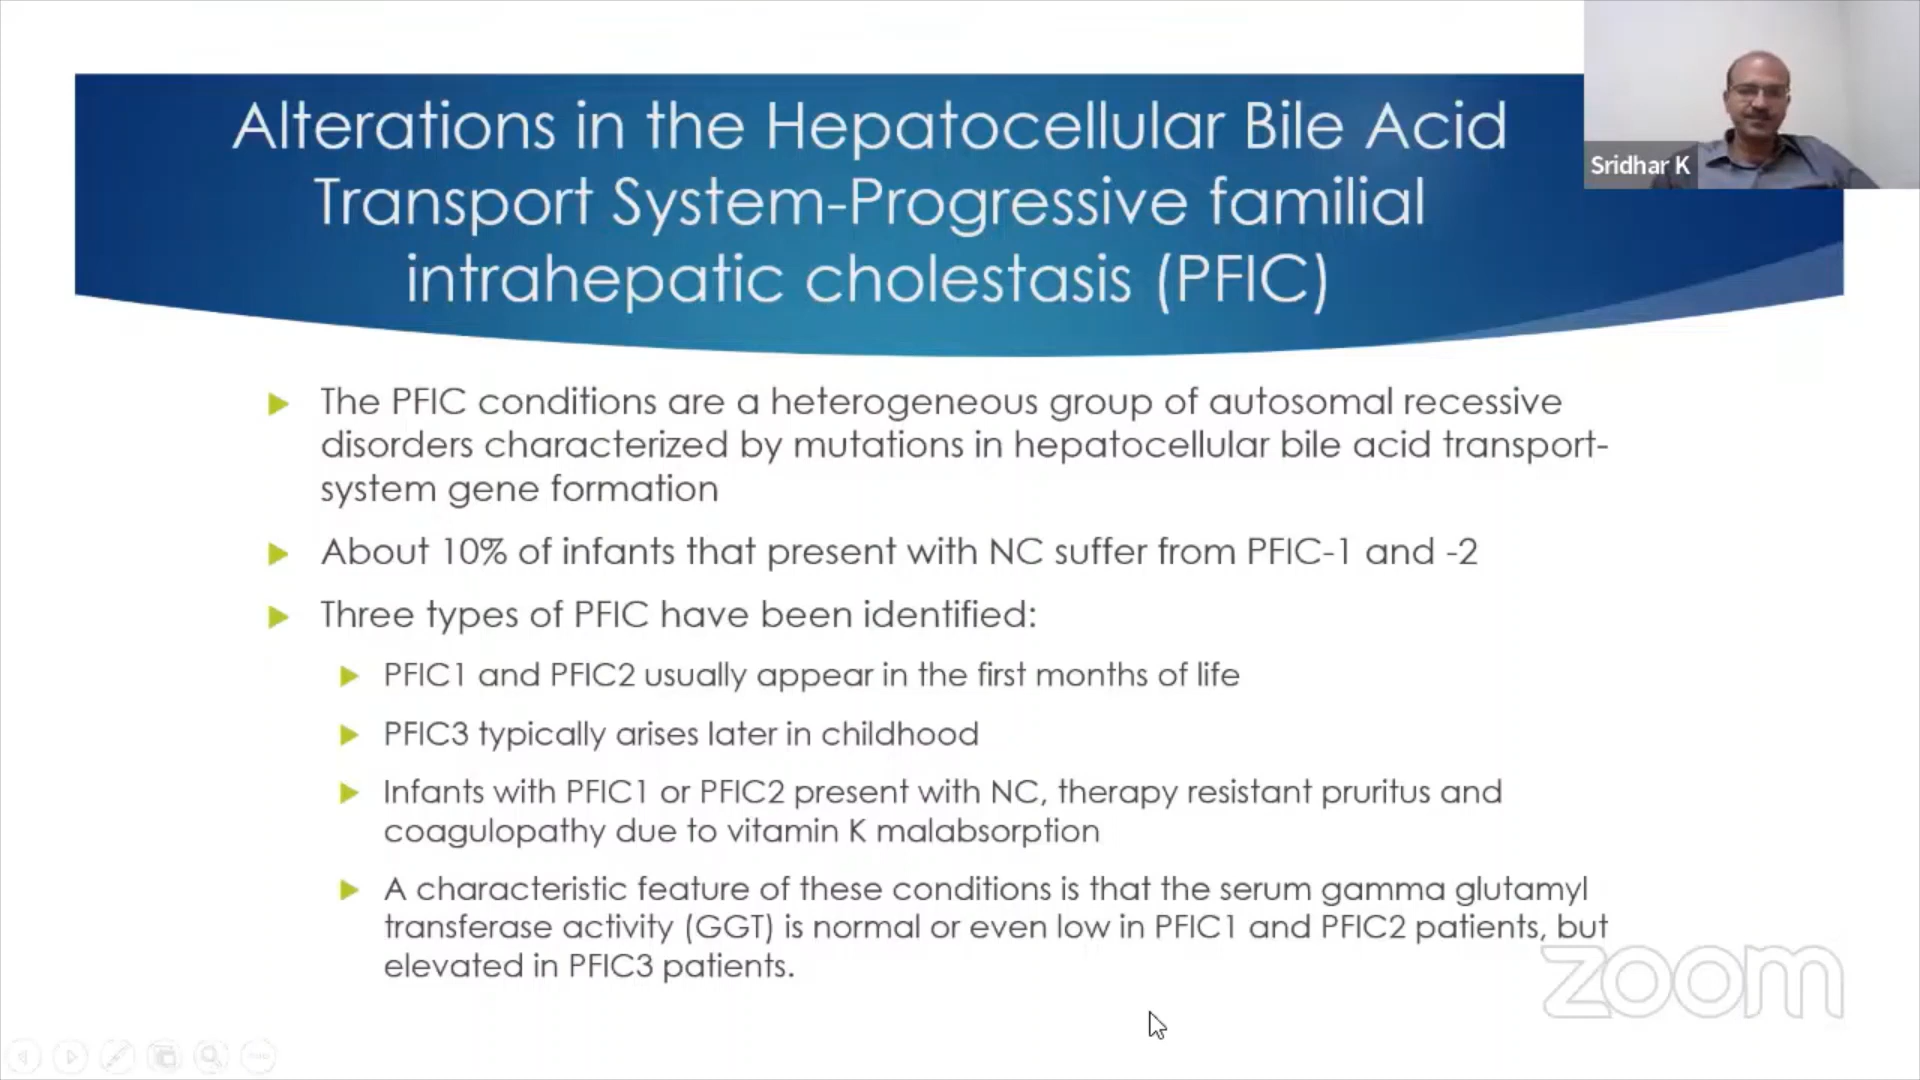 Alterations in the Hepatocellular Bile Acid
Transport System-Progressive familial
intrahepatic cholestasis (PFIC)
Sridhar K
The PFIC conditions are a heterogeneous group of autosomal recessive
disorders characterized by mutations in hepatocellular bile acid transport-
system gene formation
About 10% of infants that present with NC suffer from PFIC-1 and -2
Three types of PFIC have been identified:
PFIC1 and PFIC2 usually appear in the first months of life
PFIC3 typically arises later in childhood
Infants with PFIC1 or PFIC2 present with NC, therapy resistant pruritus and
coagulopathy due to vitamin K malabsorption
A characteristic feature of these conditions is that the serum gamma glutamyl
transferase activity (GGT) is normal or even low in PFIC1 and PFIC2 patients, but
elevated in PFIC3 patients.
zoom